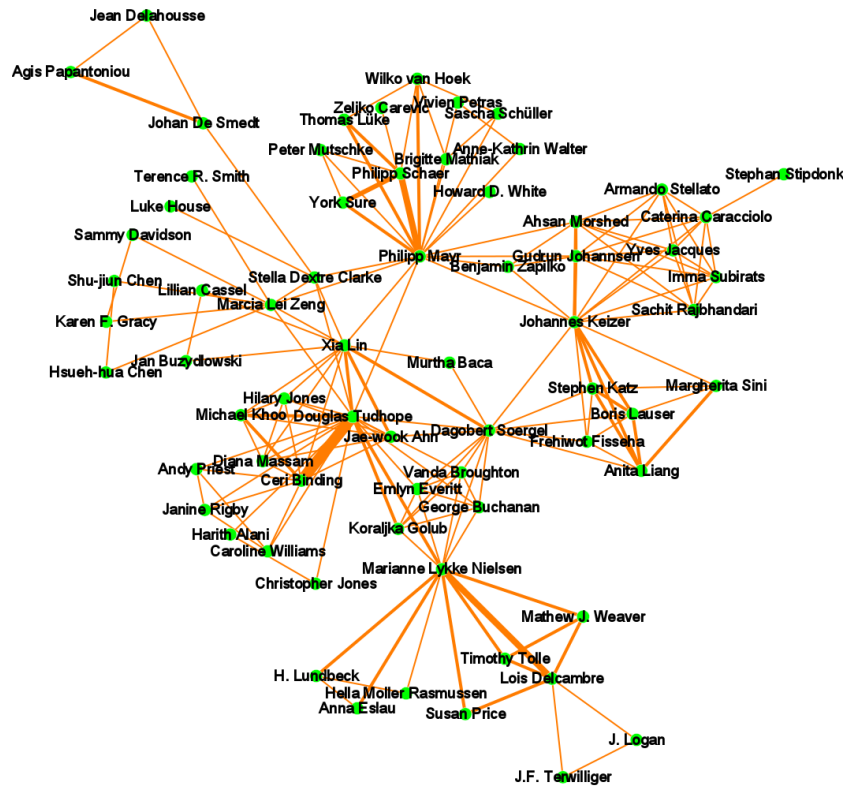 Jean Delahousse
Agis Papantoniou
Wilko van Hoek
Vivien Petras
Zeljko Carevic
Sascha Schüller
Thomas Lüke
Johan De Smedt
Peter Mutschke
Anne-Kathrin Walter
Brigitte Mathiak
Philipp Schaer
Terence R. Smith
Stephan Stipdonk
Howard D. White
Armando Stellato
York Sure
Luke House
Caterina Caracciolo
Ahsan Morshed
Sammy Davidson
Yves Jacques
Philipp Mayr
Gudrun Johannsen
Benjamin Zapilko
Stella Dextre Clarke
Imma Subirats
Shu-jiun Chen
Lillian Cassel
Marcia Lei Zeng
Sachit Rajbhandari
Karen F. Gracy
Johannes Keizer
Xia Lin
Jan Buzydlowski
Murtha Baca
Hsueh-hua Chen
Stephen Katz
Margherita Sini
Hilary Jones
Michael Khoo
Douglas Tudhope
Boris Lauser
Jae-wook Ahn
Dagobert Soergel
Frehiwot Fisseha
Diana Massam
Andy Priest
Anita Liang
Vanda Broughton
Ceri Binding
Emlyn Everitt
Janine Rigby
George Buchanan
Koraljka Golub
Harith Alani
Caroline Williams
Marianne Lykke Nielsen
Christopher Jones
Mathew J. Weaver
Timothy Tolle
H. Lundbeck
Lois Delcambre
Hella Moller Rasmussen
Anna Eslau
Susan Price
J. Logan
J.F. Terwilliger